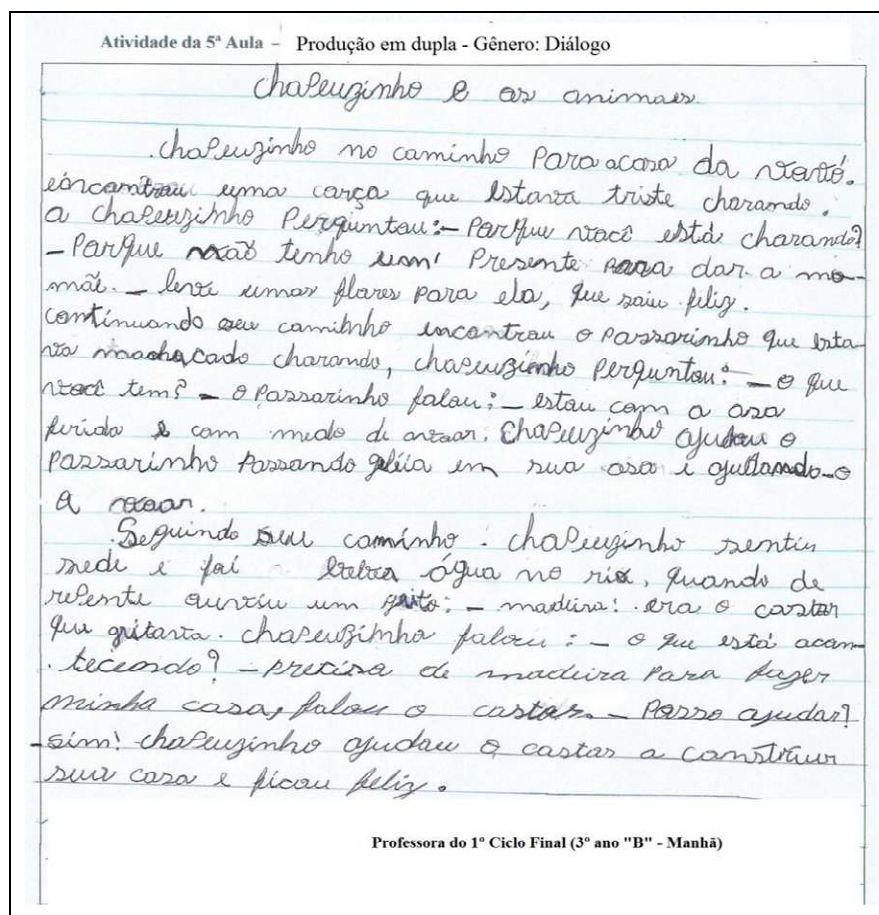 Atividade da 5ª Aula – Produção em dupla - Gênero: Diálogo
chapeuzinho e os animaes
.chapeuzinho no caminho Para acasa da vovó.
encontrou uma corça que estava triste chorando.
a chapeuzinho Perguntou: – Porque você está chorando?
– Porque não tenho um Presente para dar a ma-
mãe. – leve umas flores para ela, que saiu feliz.
continuando seu caminho encontrou o Passarinho que esta-
va machucado chorando, chapeuzinho Perguntou: – o que
você tem? – o Passarinho falou: – estou com a asa
ferida e com medo de avoar. Chapeuzinho ajudou o
Passarinho Passando geléia em sua asa e ajudando-o
a voar.
.Seguindo seu caminho. chapeuzinho sentiu
sede e foi beber água no rio, quando de
repente ouviu um grito: – madeira! era o castor
que gritava. chapeuzinho falou: – o que está acon-
tecendo? – precisa de madeira Para fazer
minha casa, falou o castor. – Posso ajudar?
– sim! chapeuzinho ajudou o castor a construir
sua casa e ficou feliz.
Professora do 1º Ciclo Final (3º ano "B" - Manhã)